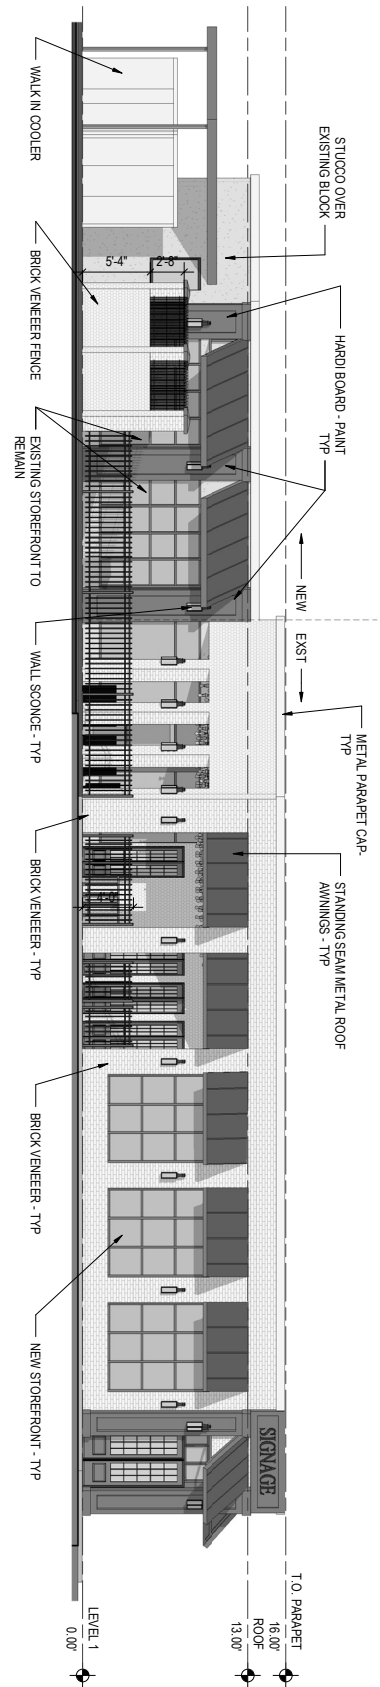 STUCCO OVER
EXISTING BLOCK
HARDI BOARD - PAINT
TYP
NEW
EXST
METAL PARAPET CAP-
TYP
STANDING SEAM METAL ROOF
AWNINGS - TYP
SIGNAGE
T.O. PARAPET
16.00'
ROOF
13.00'
LEVEL 1
0.00'
5'-4"
2'-8"
WALK IN COOLER
BRICK VENEEER FENCE
EXISTING STOREFRONT TO
REMAIN
WALL SCONCE - TYP
BRICK VENEEER - TYP
BRICK VENEEER - TYP
NEW STOREFRONT - TYP